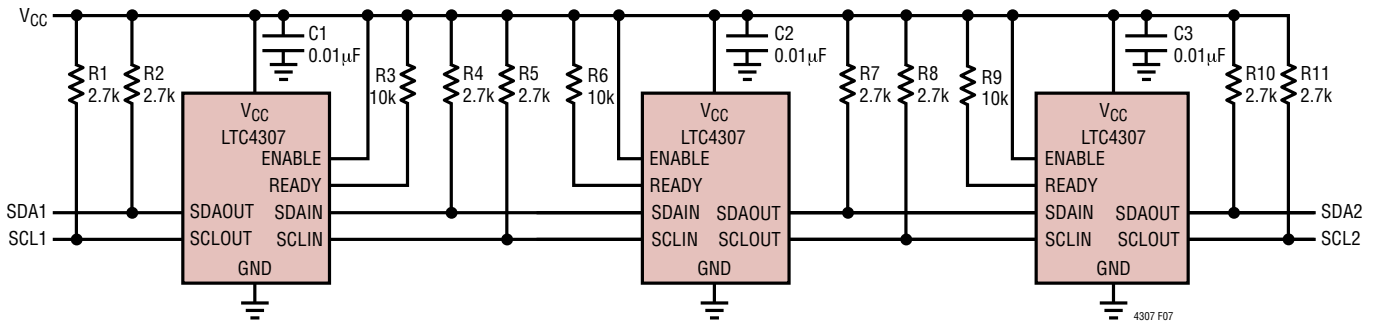 VCC
R1
2.7k
R2
2.7k
C1
0.01μF
R3
10k
R4
2.7k
R5
2.7k
R6
10k
C2
0.01μF
R7
2.7k
R8
2.7k
R9
10k
C3
0.01μF
R10
2.7k
R11
2.7k
VCC
LTC4307
ENABLE
READY
SDAOUT SDAIN
SCLOUT SCLIN
GND
VCC
LTC4307
ENABLE
READY
SDAIN SDAOUT
SCLIN SCLOUT
GND
VCC
LTC4307
ENABLE
READY
SDAIN SDAOUT
SCLIN SCLOUT
GND
SDA1
SCL1
SDA2
SCL2
4307 F07